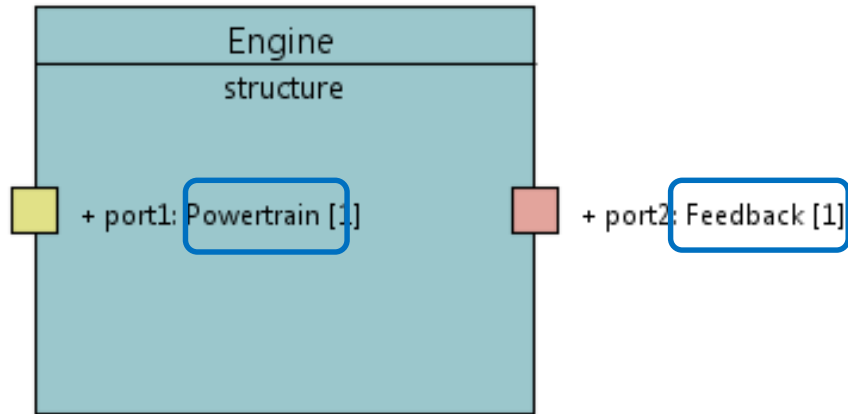 Engine
structure
+ port1: Powertrain [1]
+ port2: Feedback [1]